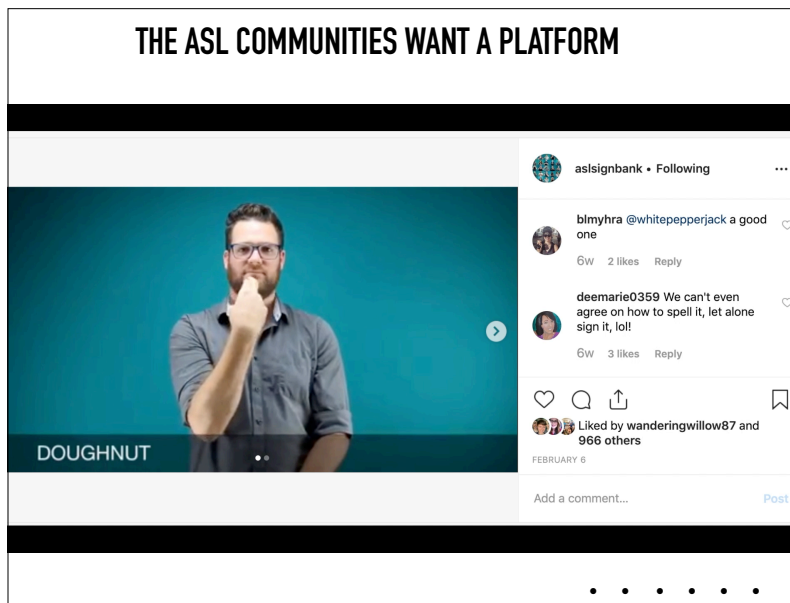 THE ASL COMMUNITIES WANT A PLATFORM
DOUGHNUT
aslsignbank • Following
blmyhra @whitepepperjack a good
one
6w 2 likes Reply
deemarie0359 We can't even
agree on how to spell it, let alone
sign it, lol!
6w 3 likes Reply
Liked by wanderingwillow87 and
966 others
FEBRUARY 6
Add a comment... Post